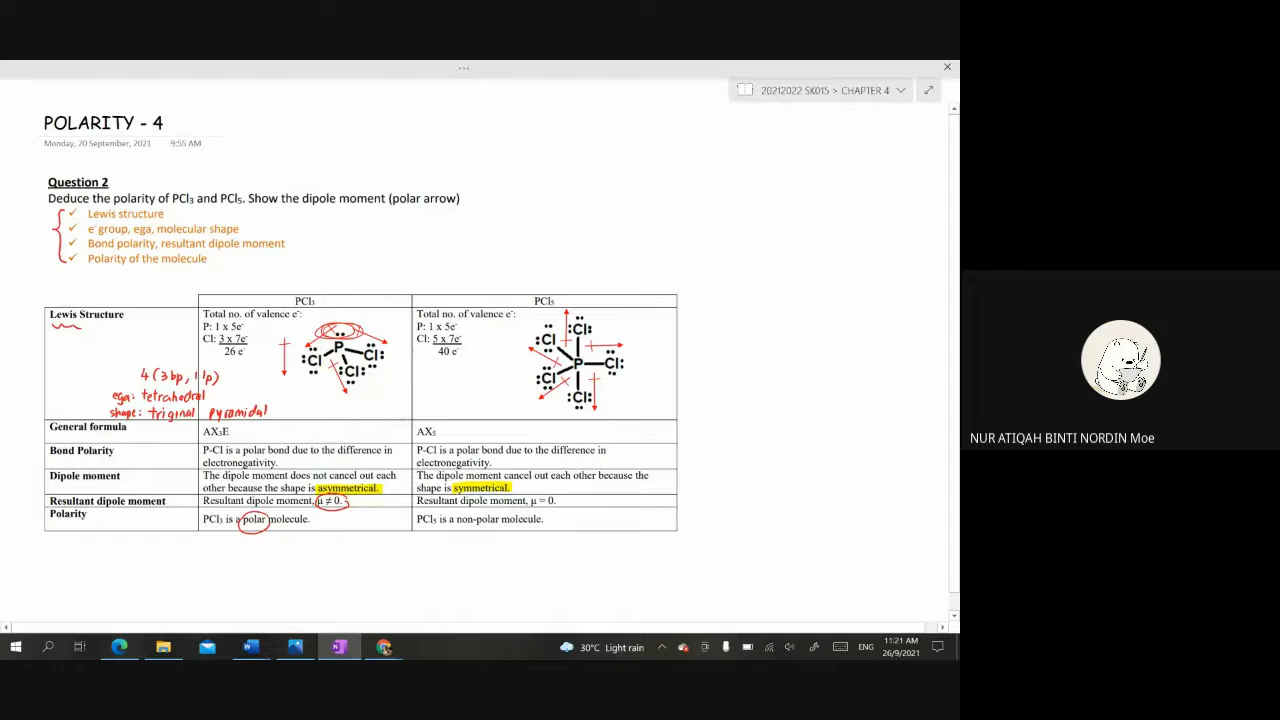 ...
20212022 SK015 > CHAPTER 4
POLARITY - 4
Monday, 20 September, 2021 9:55 AM
Question 2
Deduce the polarity of PCl₃ and PCl₅. Show the dipole moment (polar arrow)
✓ Lewis structure
✓ e⁻ group, ega, molecular shape
✓ Bond polarity, resultant dipole moment
✓ Polarity of the molecule
PCl₃
PCl₅
Lewis Structure
Total no. of valence e⁻:
P: 1 x 5e⁻
Cl: 3 x 7e⁻
26 e⁻
P
Cl
Cl
Cl
4 (3 bp, 1 lp)
ega: tetrahedral
shape: triginal pyramidal
Total no. of valence e⁻:
P: 1 x 5e⁻
Cl: 5 x 7e⁻
40 e⁻
Cl
Cl
P
Cl
Cl
Cl
General formula
AX₃E
AX₅
Bond Polarity
P-Cl is a polar bond due to the difference in
electronegativity.
P-Cl is a polar bond due to the difference in
electronegativity.
Dipole moment
The dipole moment does not cancel out each
other because the shape is asymmetrical.
The dipole moment cancel out each other because the
shape is symmetrical.
Resultant dipole moment
Resultant dipole moment, μ ≠ 0.
Resultant dipole moment, μ = 0.
Polarity
PCl₃ is a polar molecule.
PCl₅ is a non-polar molecule.
NUR ATIQAH BINTI NORDIN Moe
30°C Light rain
ENG
11:21 AM
26/9/2021